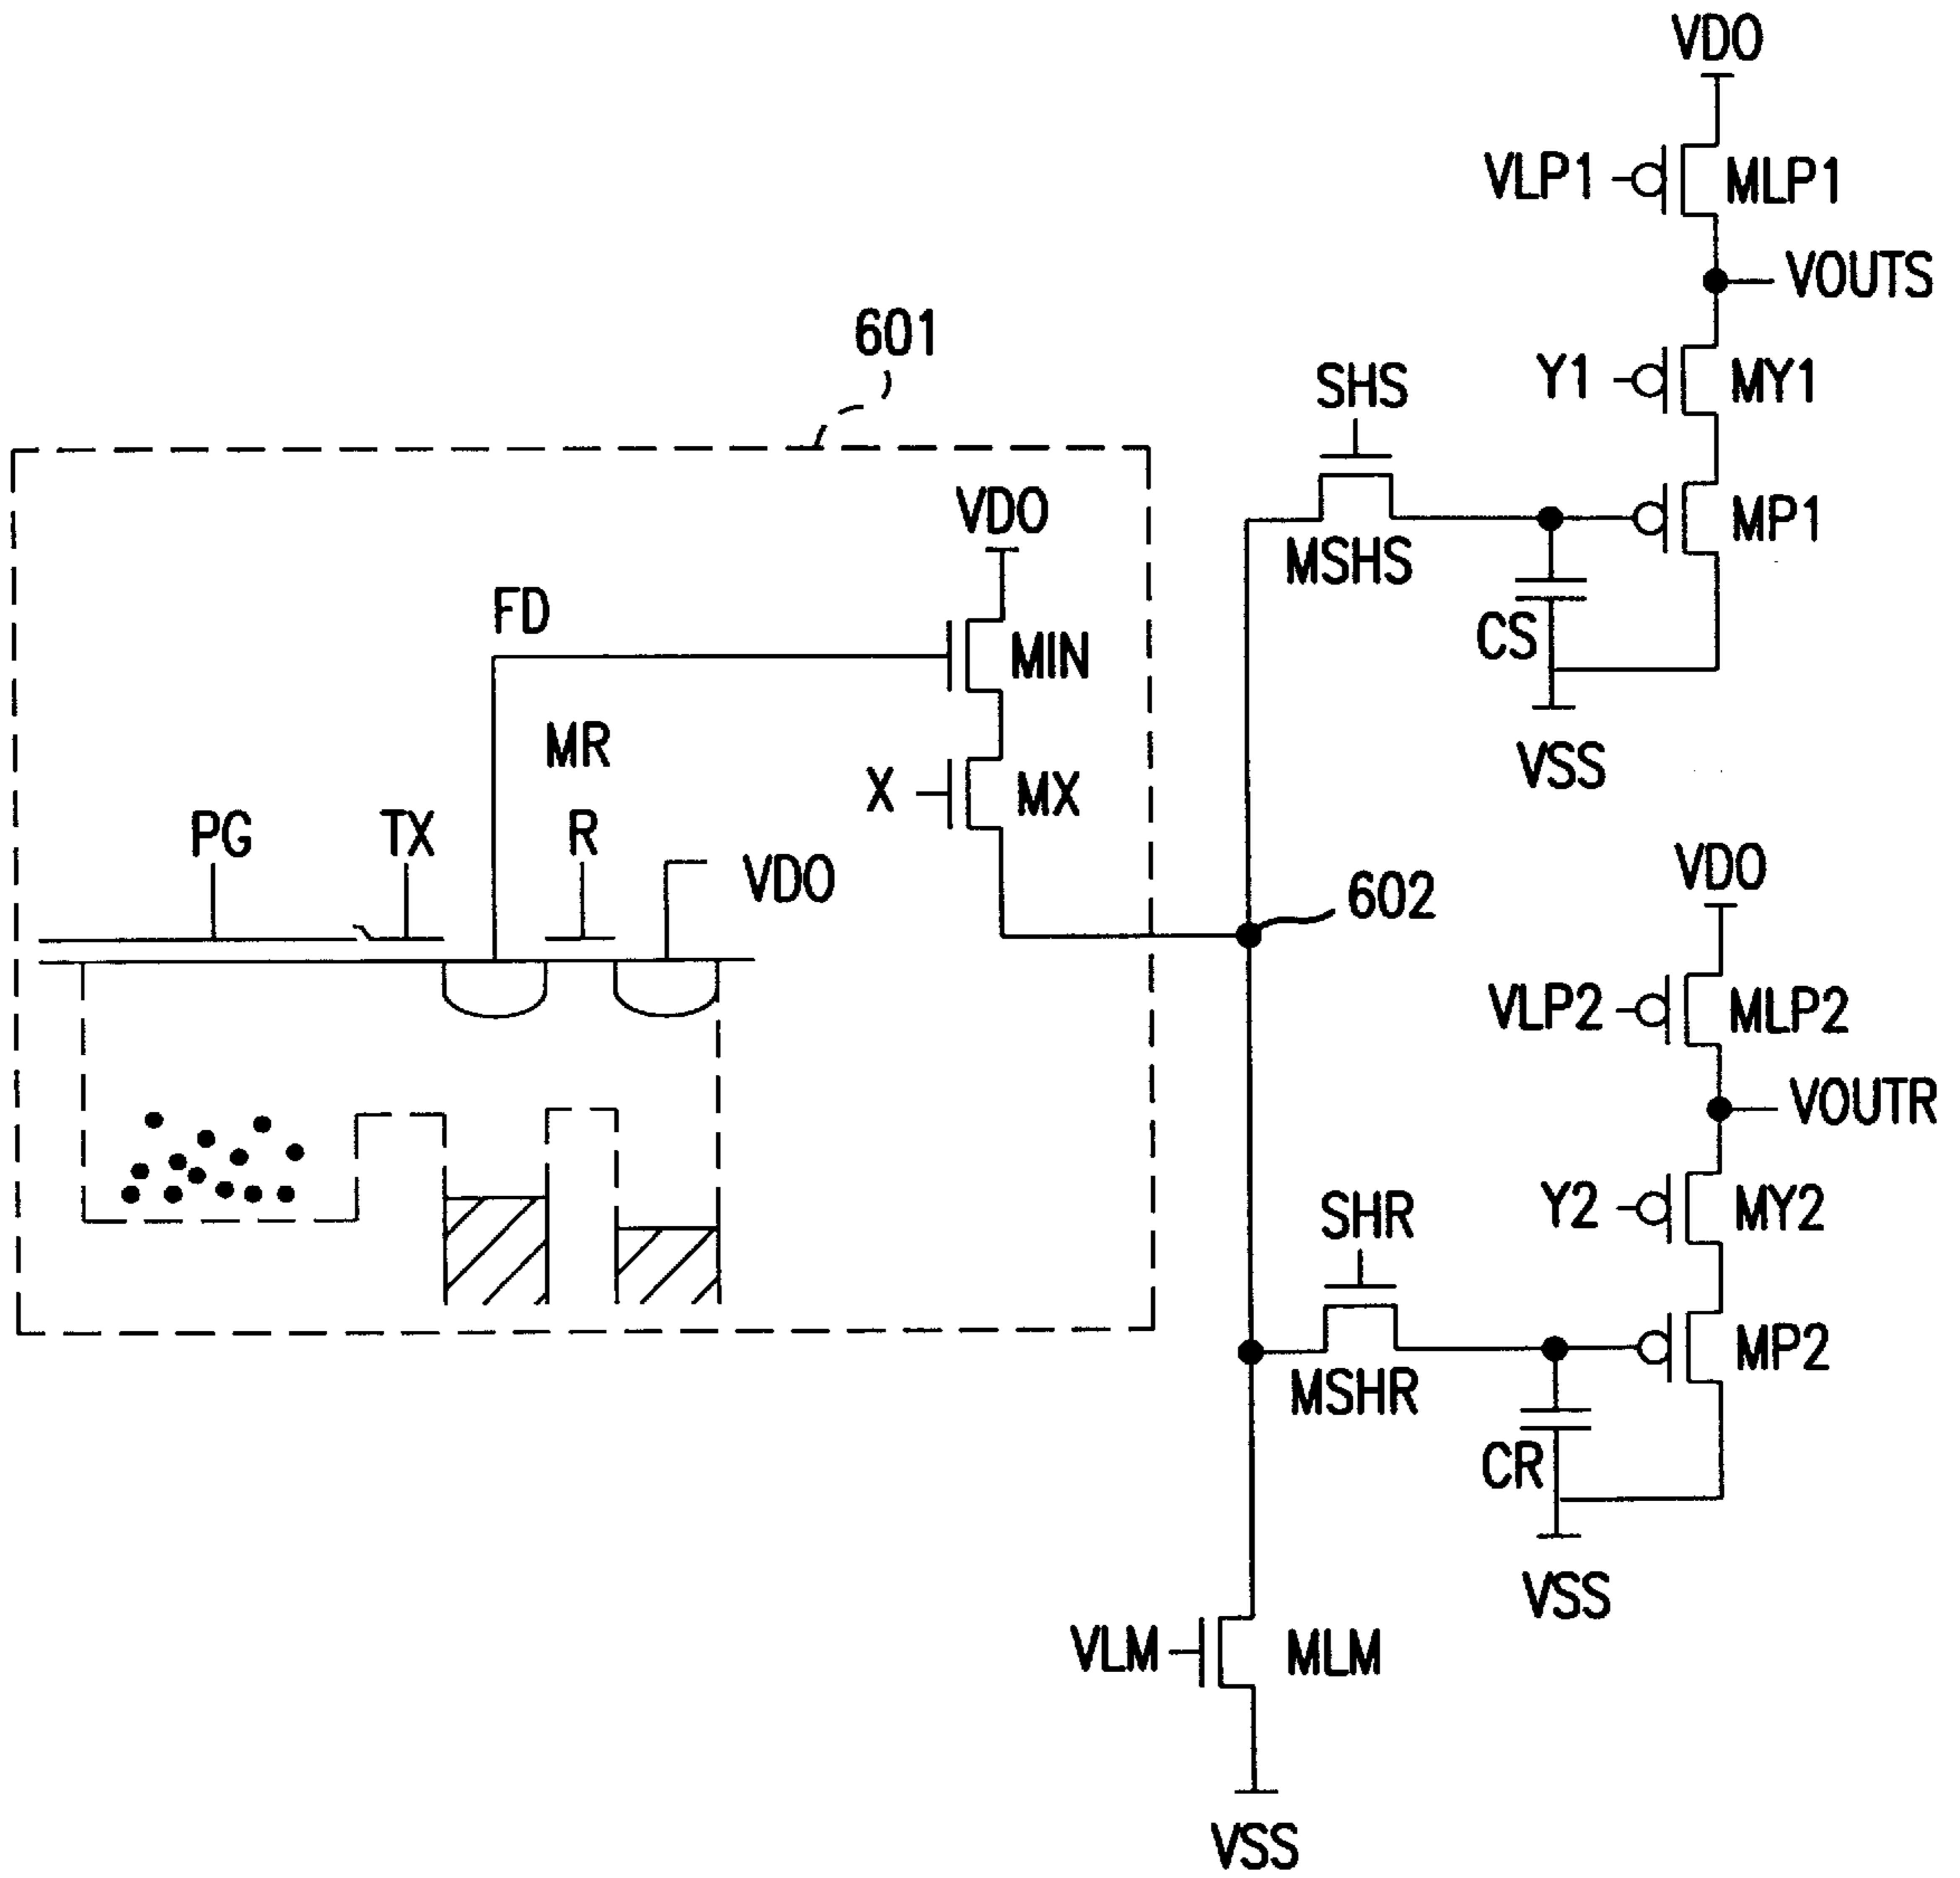 VDO
VLP1
MLP1
VOUTS
601
SHS
Y1
MY1
VDO
MSHS
MP1
FD
MIN
CS
MR
X
MX
VSS
PG
TX
R
VDO
602
VDO
VLP2
MLP2
VOUTR
SHR
Y2
MY2
MSHR
MP2
CR
VSS
VLM
MLM
VSS